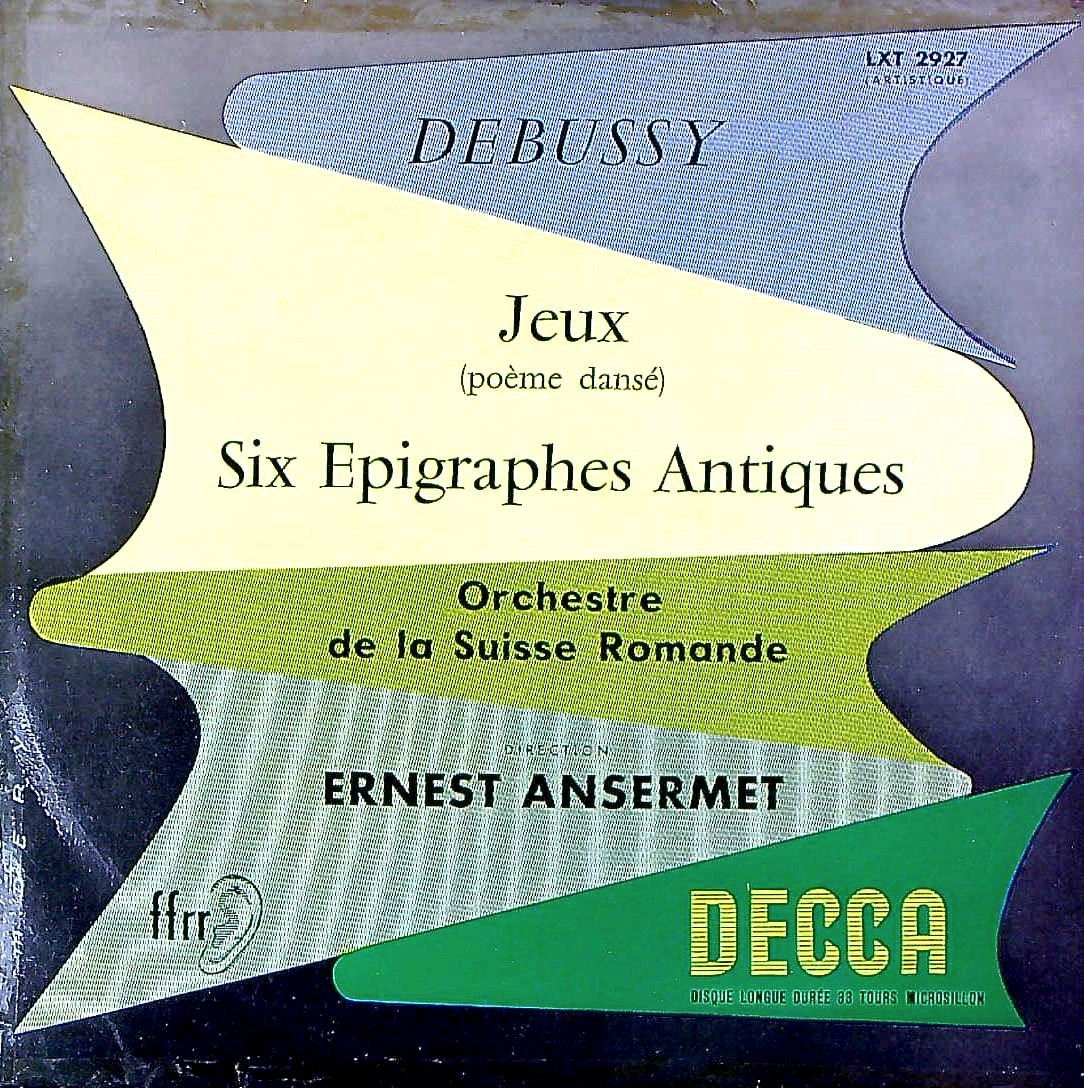 LXT 2927
(ARTISTIQUE)
DEBUSSY
Jeux
(poème dansé)
Six Epigraphes Antiques
Orchestre
de la Suisse Romande
DIRECTION
ERNEST ANSERMET
ffrr
DECCA
DISQUE LONGUE DURÉE 33 TOURS MICROSILLON